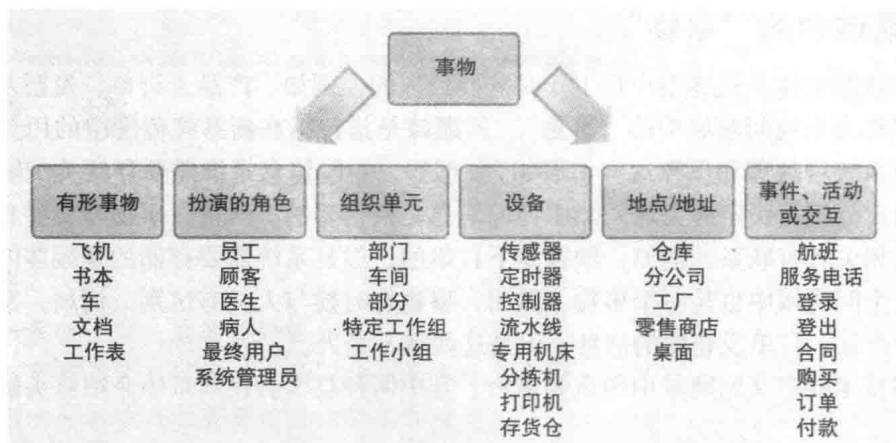 事物
有形事物
飞机
书本
车
文档
工作表
扮演的角色
员工
顾客
医生
病人
最终用户
系统管理员
组织单元
部门
车间
部分
特定工作组
工作小组
设备
传感器
定时器
控制器
流水线
专用机床
分拣机
打印机
存货仓
地点/地址
仓库
分公司
工厂
零售商店
桌面
事件、活动
或交互
航班
服务电话
登录
登出
合同
购买
订单
付款